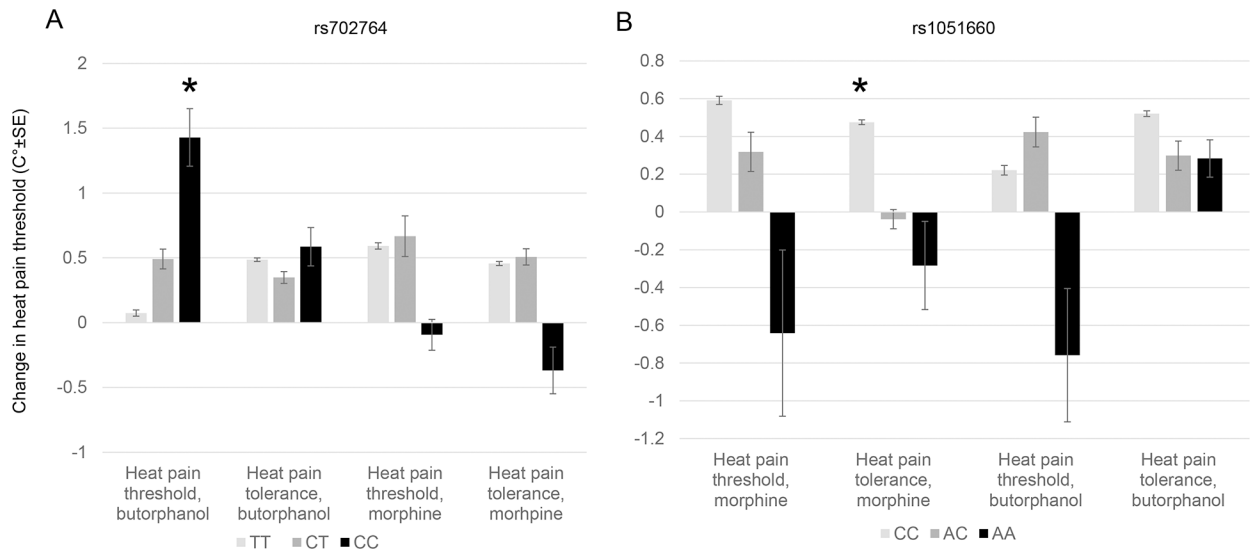 A
rs702764
Change in heat pain threshold (C°±SE)
2
1.5
1
0.5
0
-0.5
-1
*
Heat pain
threshold,
butorphanol
Heat pain
tolerance,
butorphanol
Heat pain
threshold,
morphine
Heat pain
tolerance,
morhpine
TT CT CC
B
rs1051660
0.8
0.6
0.4
0.2
0
-0.2
-0.4
-0.6
-0.8
-1
-1.2
*
Heat pain
threshold,
morphine
Heat pain
tolerance,
morphine
Heat pain
threshold,
butorphanol
Heat pain
tolerance,
butorphanol
CC AC AA